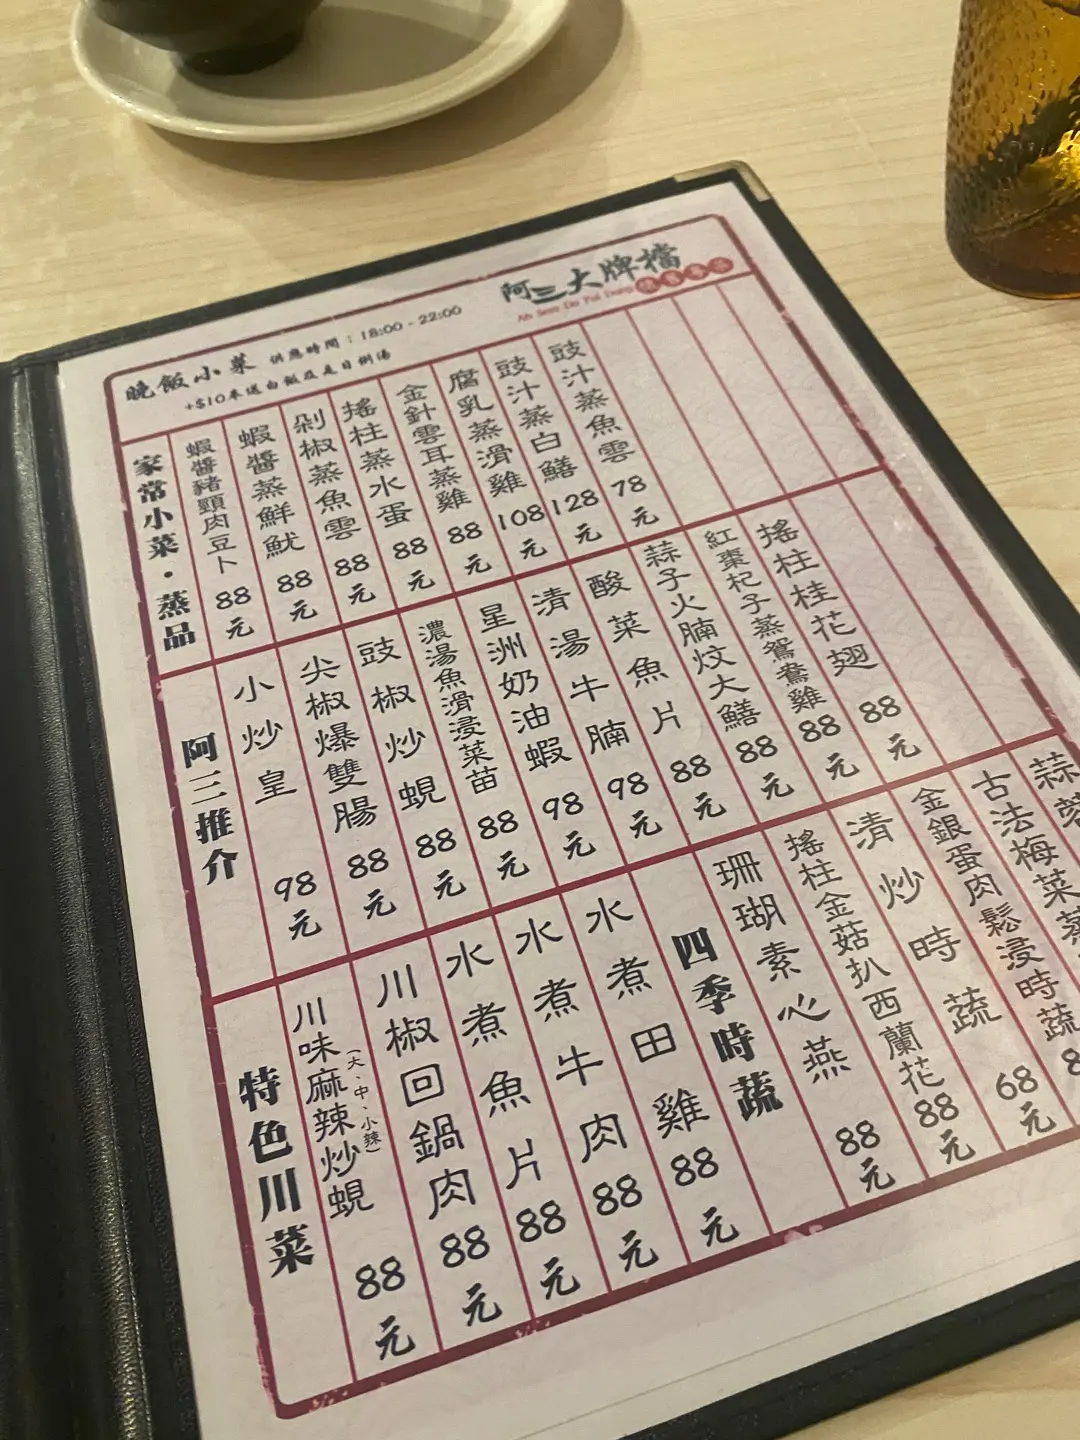 阿三大牌檔
Ah Sam Da Pai Dang
晚飯小菜 供應時間：18:00 - 22:00
+$10奉送白飯及是日例湯
家常小菜·蒸品
蝦醬豬頸肉豆卜 88元
蝦醬蒸鮮魷 88元
剁椒蒸魚雲 88元
搖柱蒸水蛋 88元
金針雲耳蒸雞 88元
腐乳蒸滑雞 108元
豉汁蒸白鱔 128元
豉汁蒸魚雲 78元
阿三推介
小炒皇 98元
尖椒爆雙腸 88元
豉椒炒蜆 88元
濃湯魚滑浸菜苗 88元
星洲奶油蝦 98元
清湯牛腩 98元
酸菜魚片 88元
蒜子火腩炆大鱔 88元
紅棗杞子蒸鴛鴦雞 88元
搖柱桂花翅 88元
特色川菜
川味麻辣炒蜆 (大、中、小辣) 88元
川椒回鍋肉 88元
水煮魚片 88元
水煮牛肉 88元
水煮田雞 88元
四季時蔬
珊瑚素心燕 88元
搖柱金菇扒西蘭花 88元
清炒時蔬 68元
金銀蛋肉鬆浸時蔬
古法梅菜蒸
蒜蓉